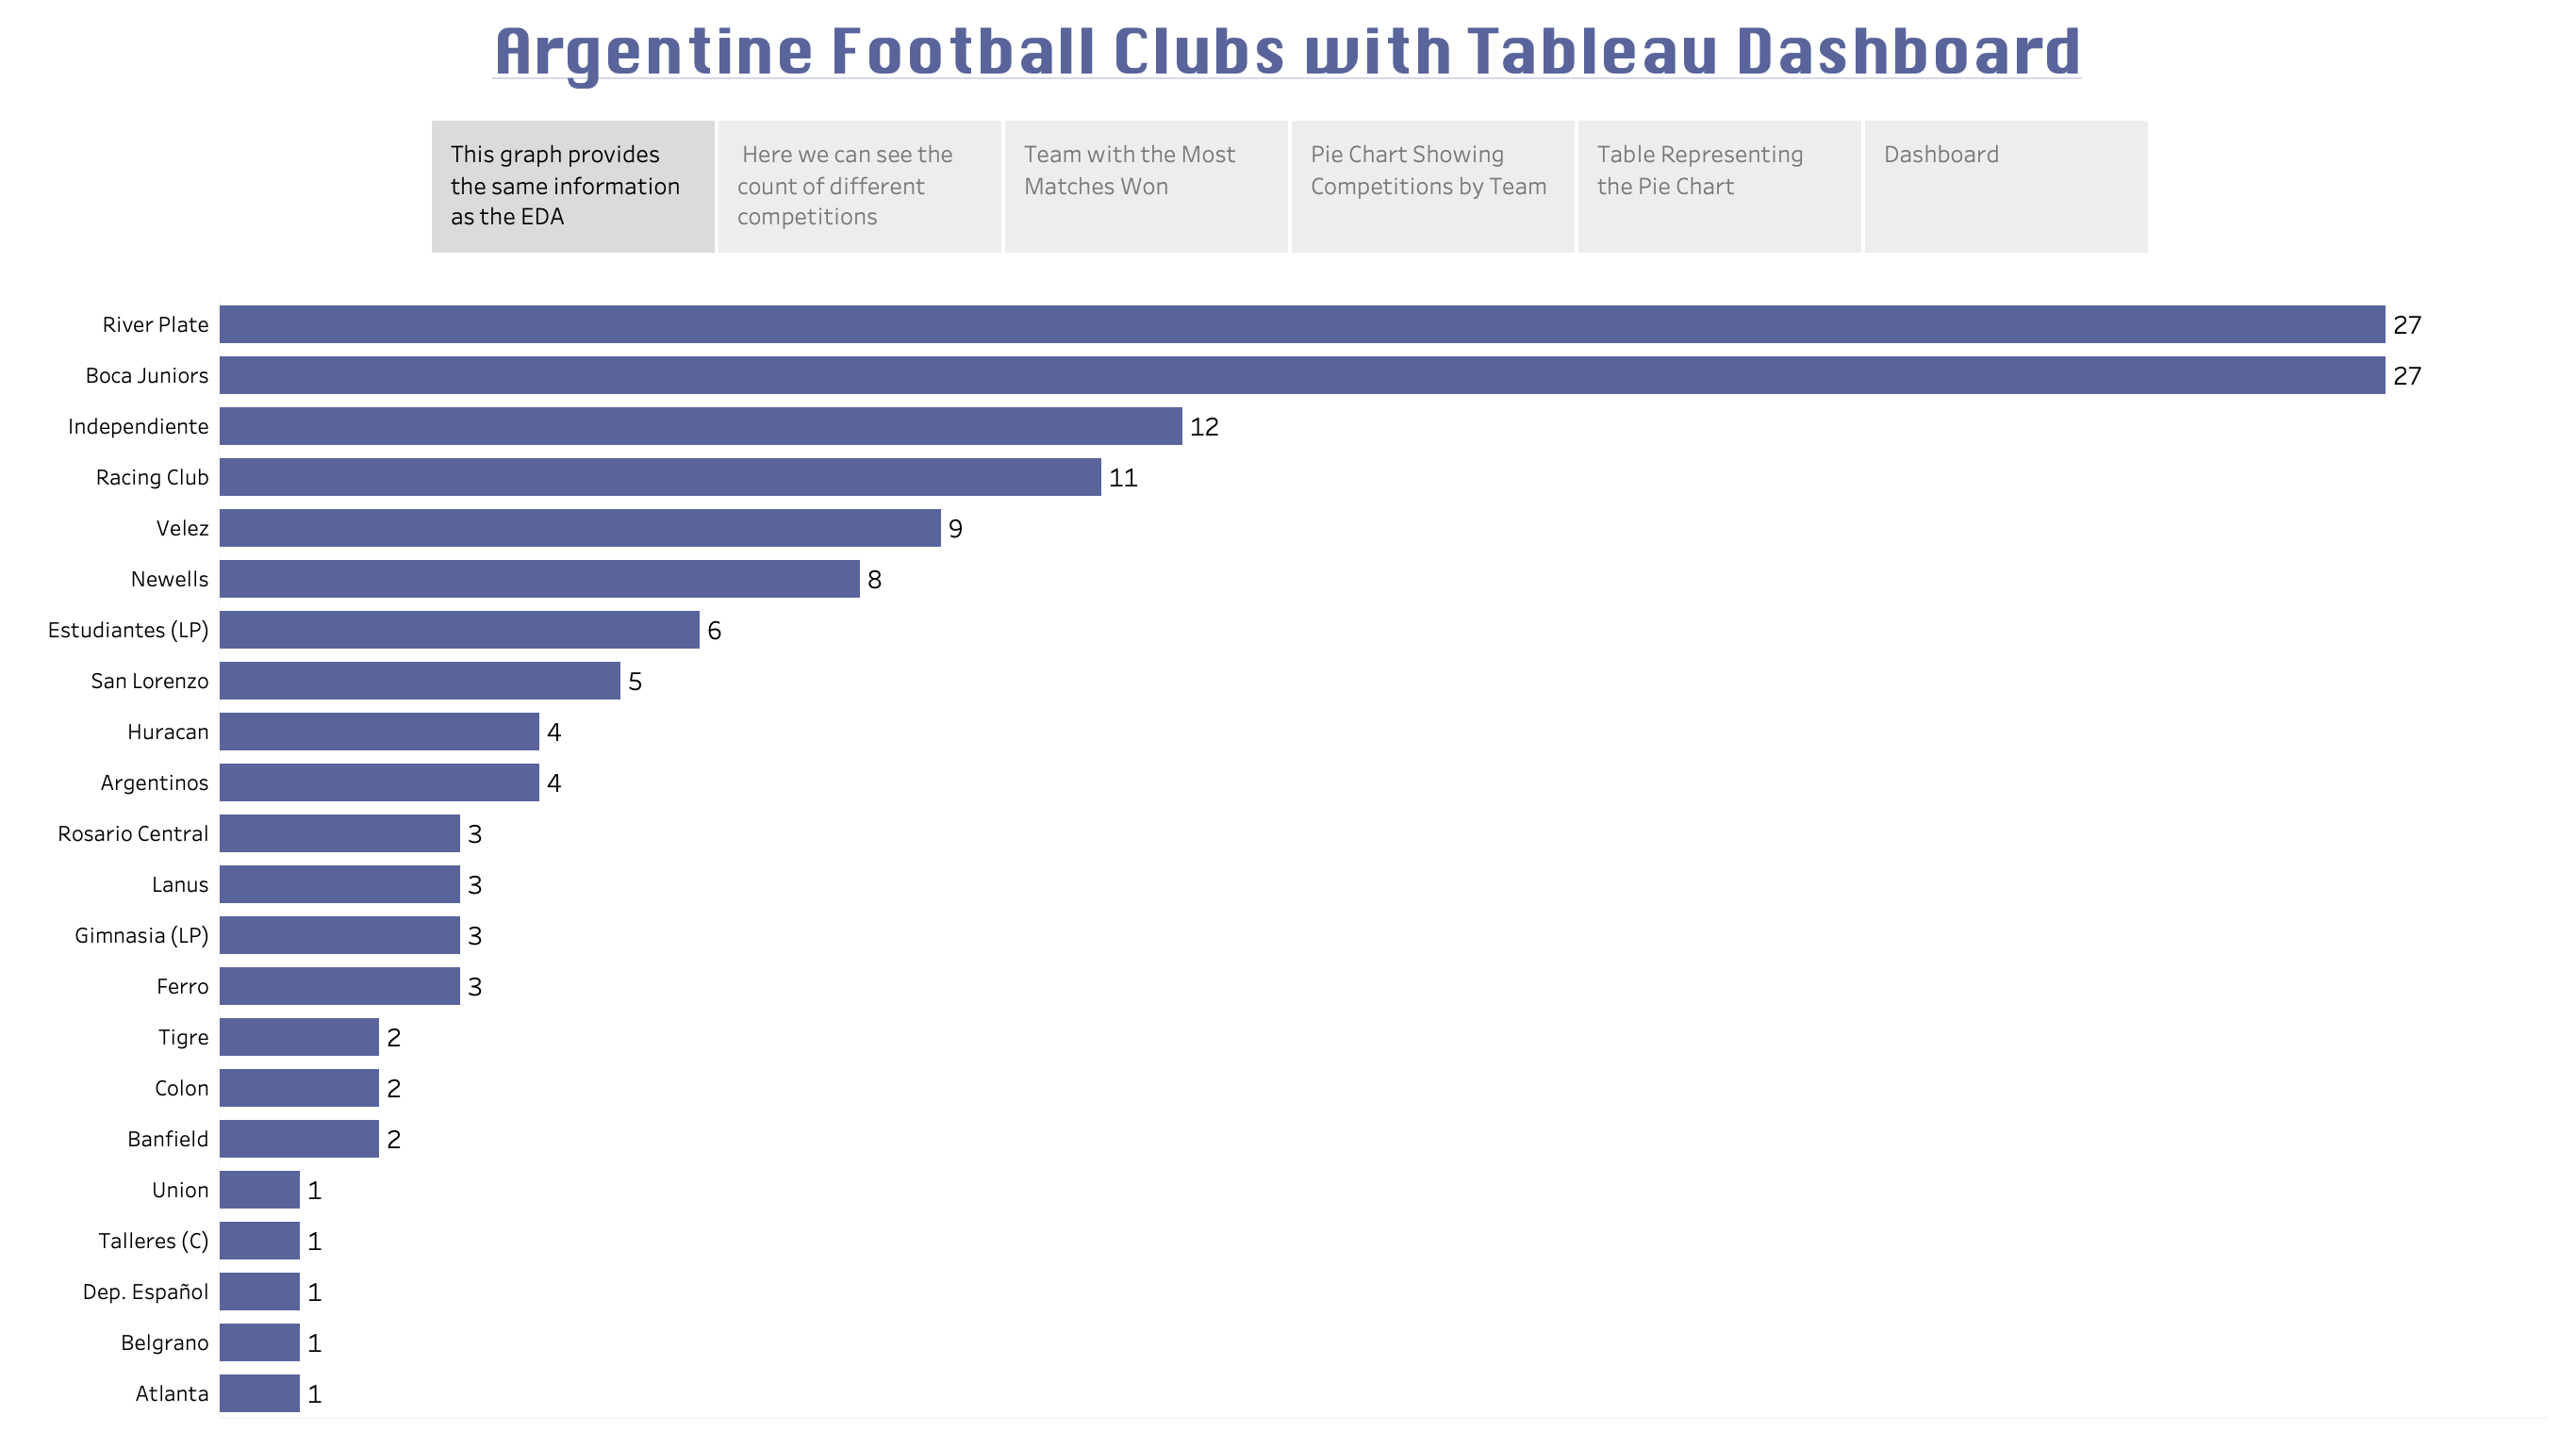 Argentine Football Clubs with Tableau Dashboard
This graph provides
the same information
as the EDA
Here we can see the
count of different
competitions
Team with the Most
Matches Won
Pie Chart Showing
Competitions by Team
Table Representing
the Pie Chart
Dashboard
River Plate 27
Boca Juniors 27
Independiente 12
Racing Club 11
Velez 9
Newells 8
Estudiantes (LP) 6
San Lorenzo 5
Huracan 4
Argentinos 4
Rosario Central 3
Lanus 3
Gimnasia (LP) 3
Ferro 3
Tigre 2
Colon 2
Banfield 2
Union 1
Talleres (C) 1
Dep. Español 1
Belgrano 1
Atlanta 1